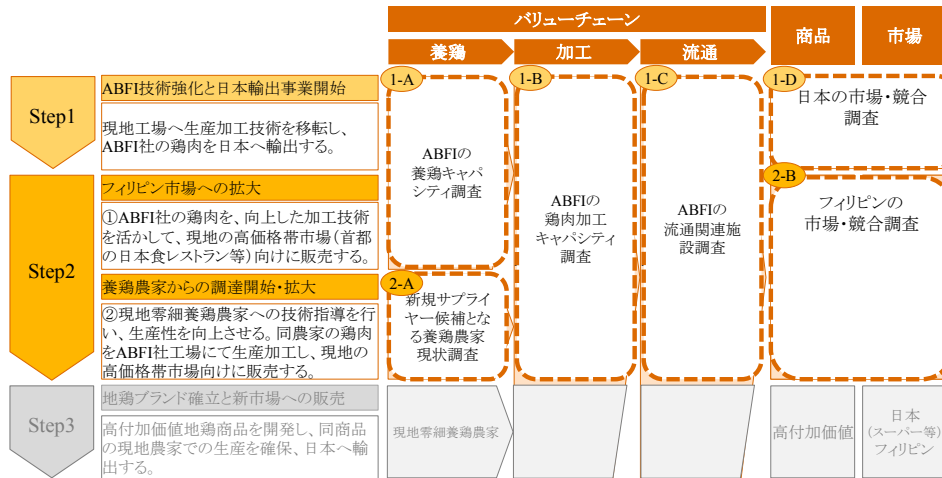 バリューチェーン
商品
市場
養鶏
加工
流通
Step1
ABFI技術強化と日本輸出事業開始
現地工場へ生産加工技術を移転し、
ABFI社の鶏肉を日本へ輸出する。
1-A
ABFIの
養鶏キャパ
シティ調査
1-B
ABFIの
鶏肉加工
キャパシティ
調査
1-C
ABFIの
流通関連施
設調査
1-D
日本の市場・競合
調査
Step2
フィリピン市場への拡大
①ABFI社の鶏肉を、向上した加工技術
を活かして、現地の高価格帯市場(首都
の日本食レストラン等)向けに販売する。
養鶏農家からの調達開始・拡大
②現地零細養鶏農家への技術指導を行
い、生産性を向上させる。同農家の鶏肉
をABFI社工場にて生産加工し、現地の
高価格帯市場向けに販売する。
2-A
新規サプライ
ヤー候補とな
る養鶏農家
現状調査
2-B
フィリピンの
市場・競合調査
Step3
地鶏ブランド確立と新市場への販売
高付加価値地鶏商品を開発し、同商品
の現地農家での生産を確保、日本へ輸
出する。
現地零細養鶏農家
高付加価値
日本
(スーパー等)
フィリピン